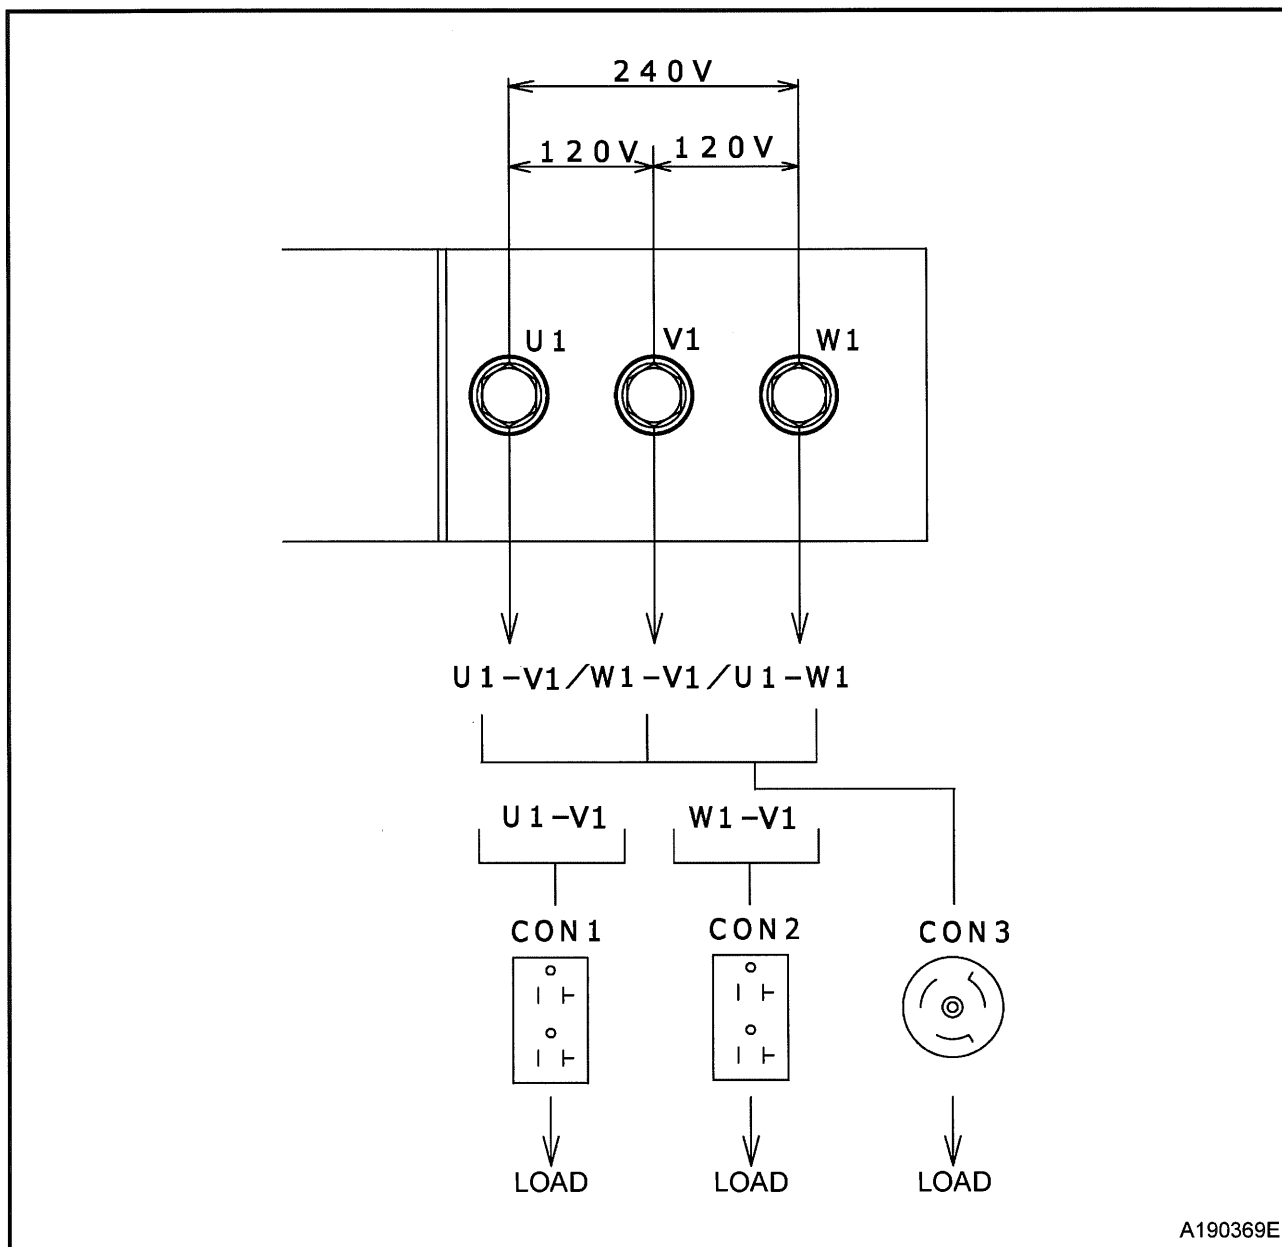 240V
120V 120V
U1 V1 W1
U1-V1/W1-V1/U1-W1
U1-V1 W1-V1
CON1 CON2 CON3
LOAD LOAD LOAD
A190369E